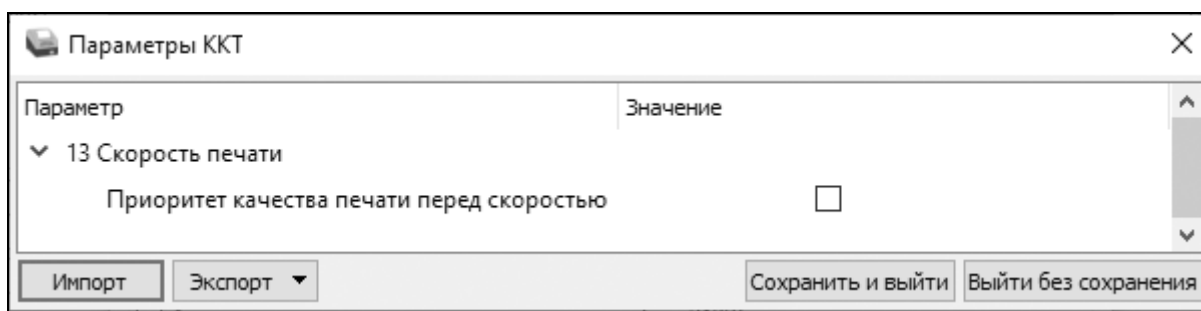 Параметры ККТ
Параметр Значение
13 Скорость печати
Приоритет качества печати перед скоростью
Импорт Экспорт Сохранить и выйти Выйти без сохранения